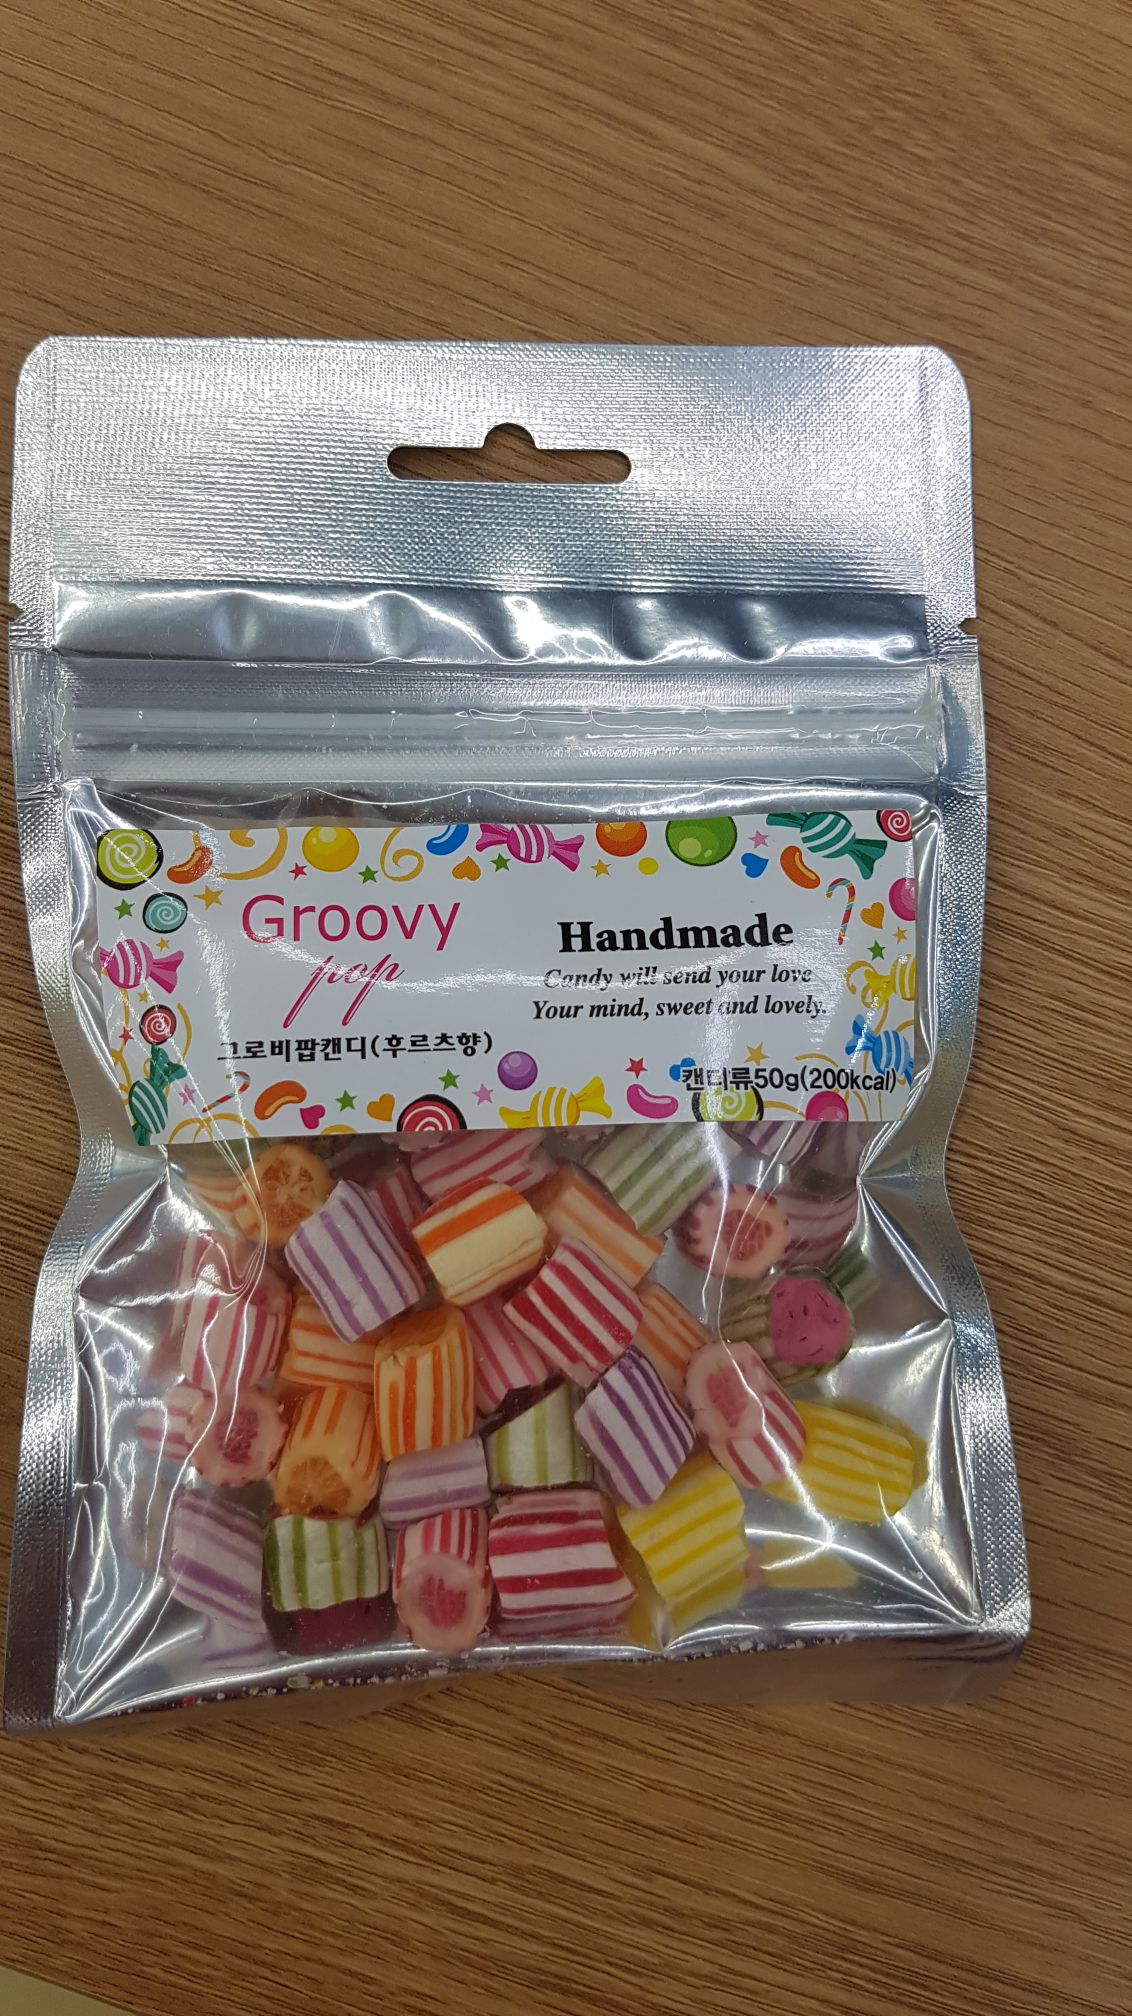 Groovy
pop
그로비팝캔디(후르츠향)
Handmade
Candy will send your love
Your mind, sweet and lovely.
캔디류50g(200kcal)